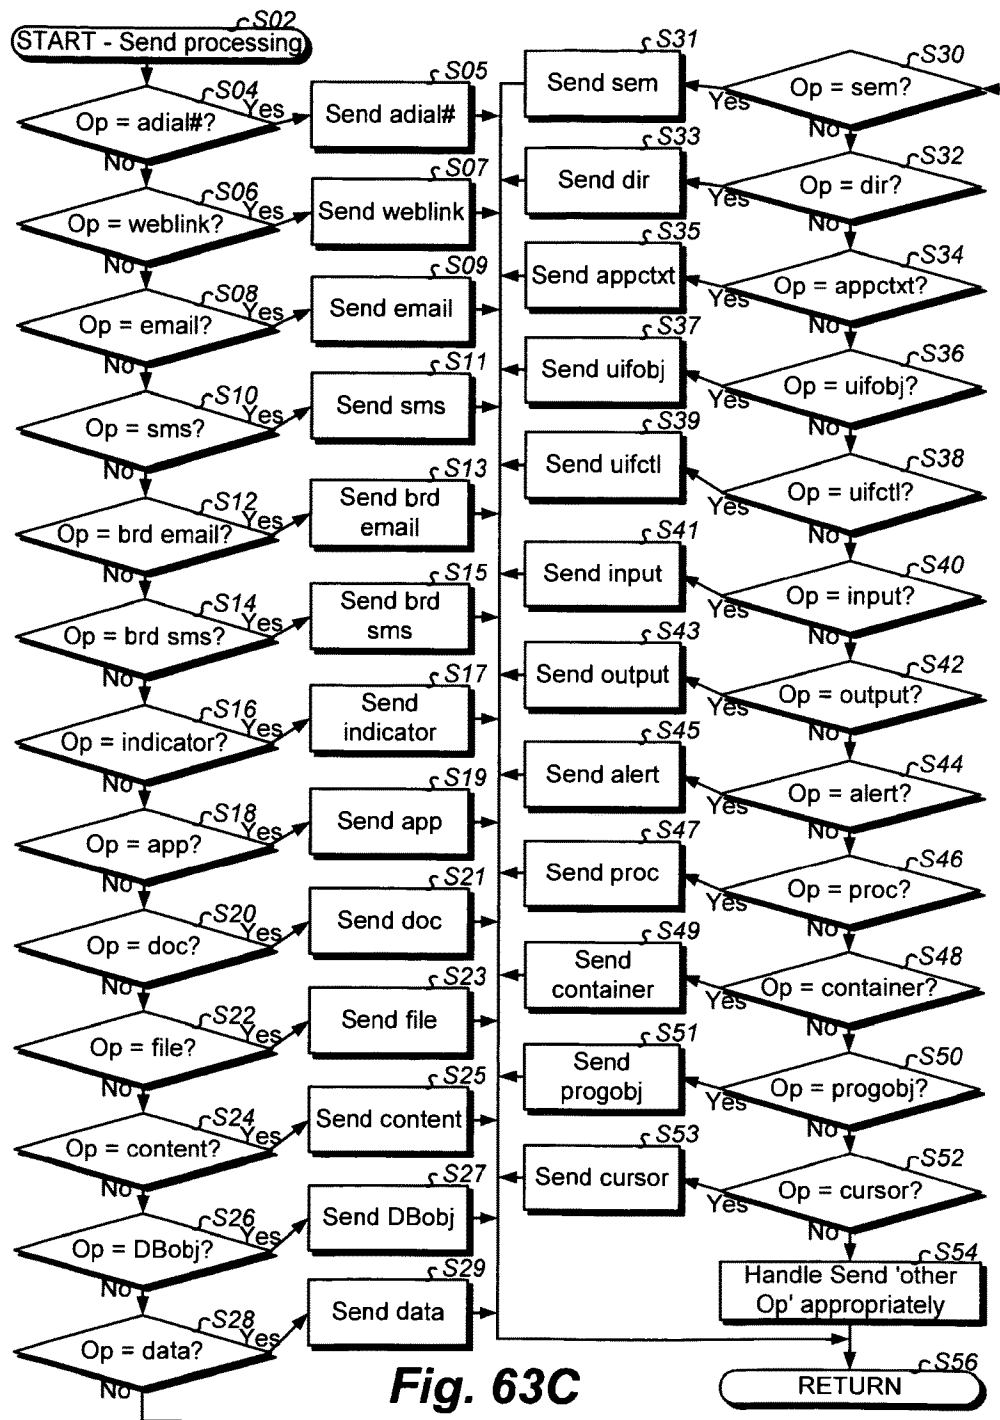 S02
START - Send processing
S04
Op = adial#?
Yes
No
S05
Send adial#
S06
Op = weblink?
Yes
No
S07
Send weblink
S08
Op = email?
Yes
No
S09
Send email
S10
Op = sms?
Yes
No
S11
Send sms
S12
Op = brd email?
Yes
No
S13
Send brd
email
S14
Op = brd sms?
Yes
No
S15
Send brd
sms
S16
Op = indicator?
Yes
No
S17
Send
indicator
S18
Op = app?
Yes
No
S19
Send app
S20
Op = doc?
Yes
No
S21
Send doc
S22
Op = file?
Yes
No
S23
Send file
S24
Op = content?
Yes
No
S25
Send content
S26
Op = DBobj?
Yes
No
S27
Send DBobj
S28
Op = data?
Yes
No
S29
Send data
S30
Op = sem?
Yes
No
S31
Send sem
S32
Op = dir?
Yes
No
S33
Send dir
S34
Op = appctxt?
Yes
No
S35
Send appctxt
S36
Op = uifobj?
Yes
No
S37
Send uifobj
S38
Op = uifctl?
Yes
No
S39
Send uifctl
S40
Op = input?
Yes
No
S41
Send input
S42
Op = output?
Yes
No
S43
Send output
S44
Op = alert?
Yes
No
S45
Send alert
S46
Op = proc?
Yes
No
S47
Send proc
S48
Op = container?
Yes
No
S49
Send
container
S50
Op = progobj?
Yes
No
S51
Send
progobj
S52
Op = cursor?
Yes
No
S53
Send cursor
S54
Handle Send 'other
Op' appropriately
S56
RETURN
Fig. 63C